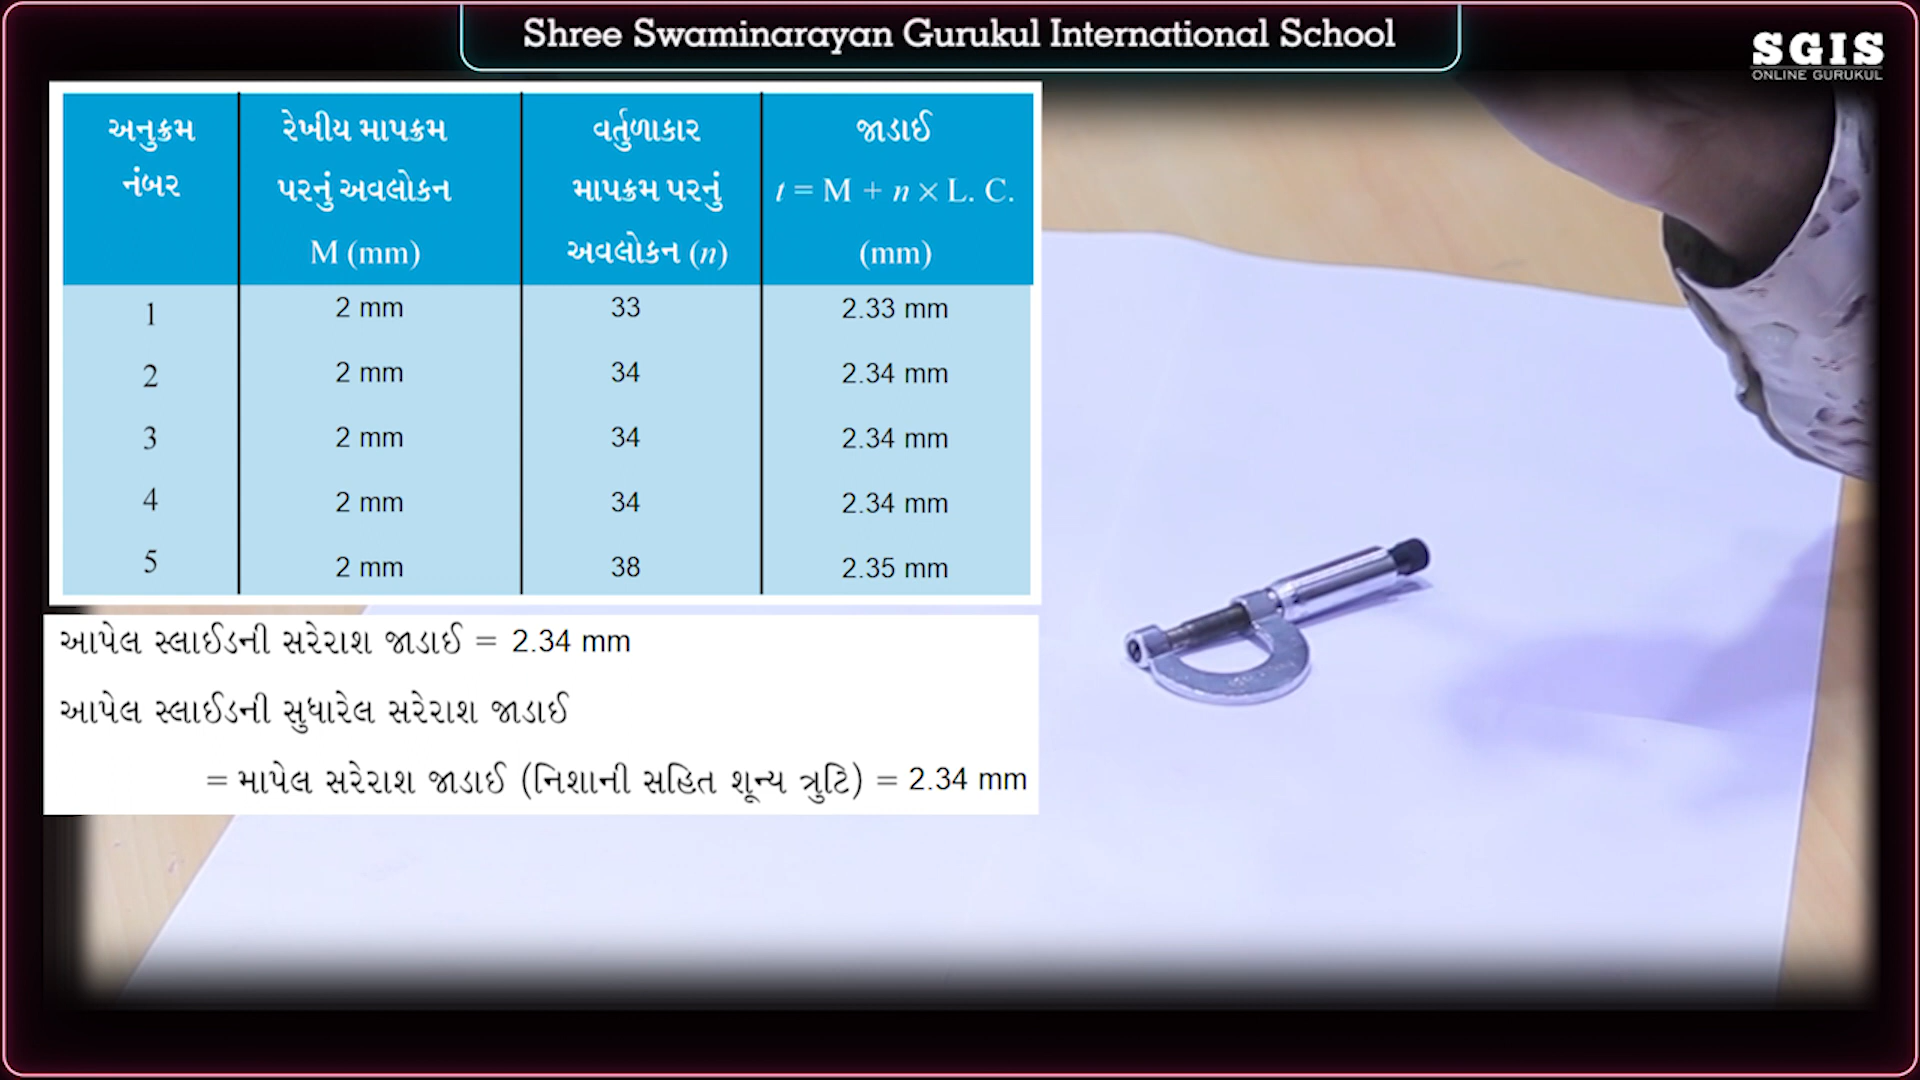 Shree Swaminarayan Gurukul International School
SGIS
ONLINE GURUKUL
અનુક્રમ નંબર
રેખીય માપક્રમ પરનું અવલોકન M (mm)
વર્તુળાકાર માપક્રમ પરનું અવલોકન (n)
જાડાઈ t = M + n × L. C. (mm)
1 2 mm 33 2.33 mm
2 2 mm 34 2.34 mm
3 2 mm 34 2.34 mm
4 2 mm 34 2.34 mm
5 2 mm 38 2.35 mm
આપેલ સ્લાઈડની સરેરાશ જાડાઈ = 2.34 mm
આપેલ સ્લાઈડની સુધારેલ સરેરાશ જાડાઈ
= માપેલ સરેરાશ જાડાઈ (નિશાની સહિત શૂન્ય ત્રુટિ) = 2.34 mm